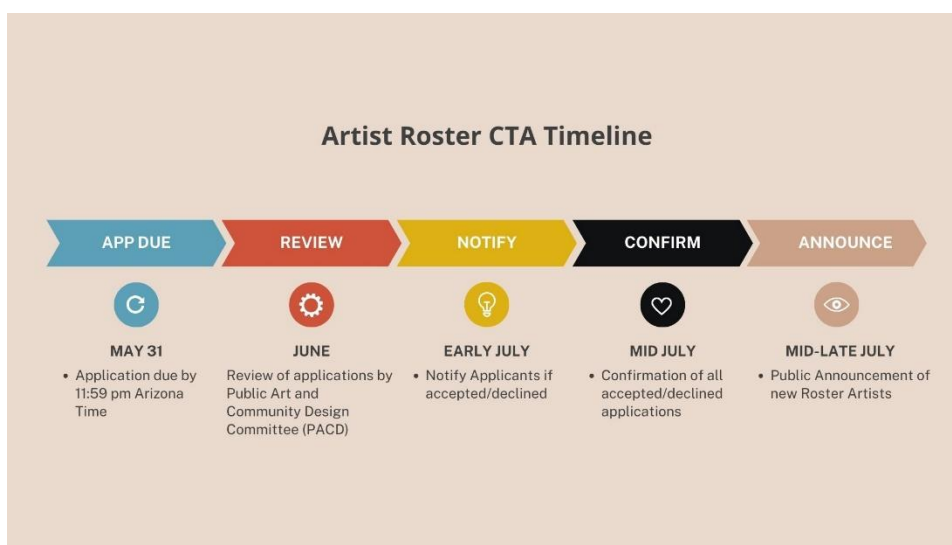 Artist Roster CTA Timeline
APP DUE
REVIEW
NOTIFY
CONFIRM
ANNOUNCE
MAY 31
• Application due by
11:59 pm Arizona
Time
JUNE
Review of applications by
Public Art and
Community Design
Committee (PACD)
EARLY JULY
• Notify Applicants if
accepted/declined
MID JULY
• Confirmation of all
accepted/declined
applications
MID-LATE JULY
• Public Announcement of
new Roster Artists